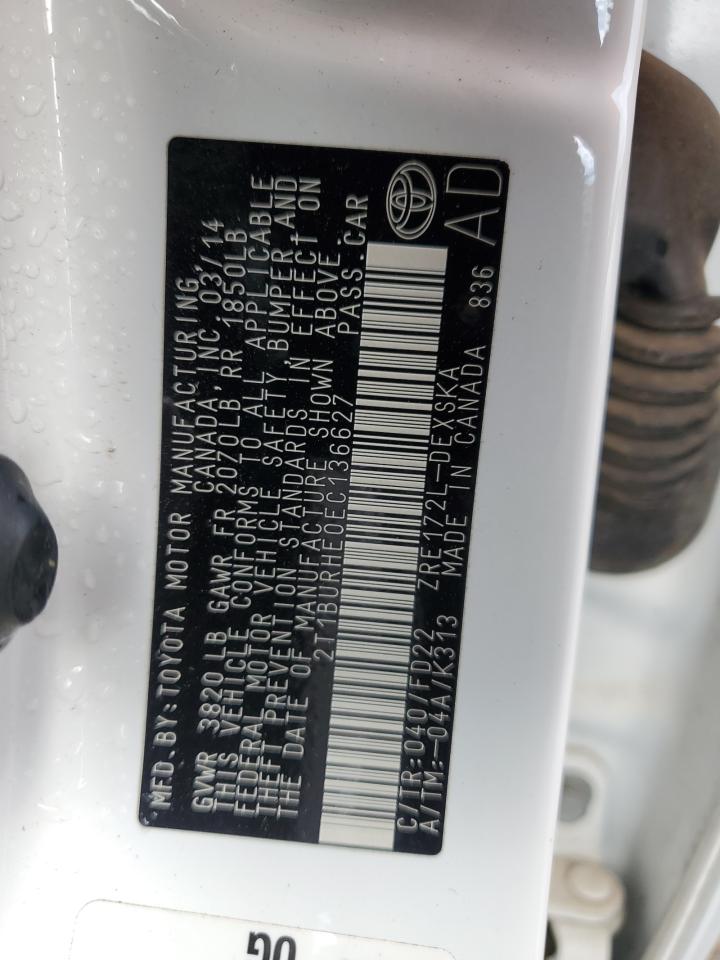 MFD.BY:TOYOTA MOTOR MANUFACTURING
CANADA,INC.03/14
GVWR 3820 LB GAWR FR 2070LB RR 1850LB
THIS VEHICLE CONFORMS TO ALL APPLICABLE
FEDERAL MOTOR VEHICLE SAFETY,BUMPER AND
THEFT PREVENTION STANDARDS IN EFFECT ON
THE DATE OF MANUFACTURE SHOWN ABOVE.
2T1BURHE0EC136627 PASS.CAR
C/TR:040/FD22 ZRE172L-DEXSKA 836
A/TM:-04A/K313 MADE IN CANADA
AD